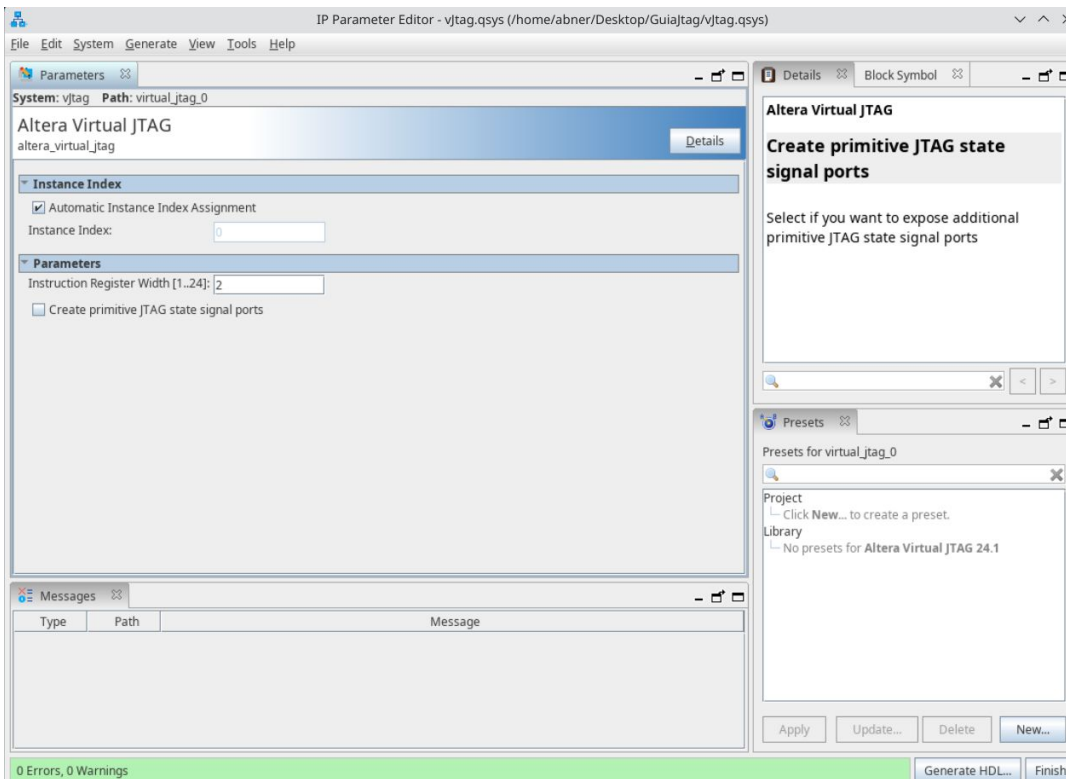 IP Parameter Editor - vJtag.qsys (/home/abner/Desktop/GuiaJtag/vJtag.qsys)
File Edit System Generate View Tools Help
Parameters
System: vJtag Path: virtual_jtag_0
Altera Virtual JTAG
altera_virtual_jtag
Details
Instance Index
Automatic Instance Index Assignment
Instance Index: 0
Parameters
Instruction Register Width [1..24]: 2
Create primitive JTAG state signal ports
Messages
Type Path Message
0 Errors, 0 Warnings
Details Block Symbol
Altera Virtual JTAG
Create primitive JTAG state
signal ports
Select if you want to expose additional
primitive JTAG state signal ports
< >
Presets
Presets for virtual_jtag_0
Project
Click New... to create a preset.
Library
No presets for Altera Virtual JTAG 24.1
Apply Update... Delete New...
Generate HDL... Finish